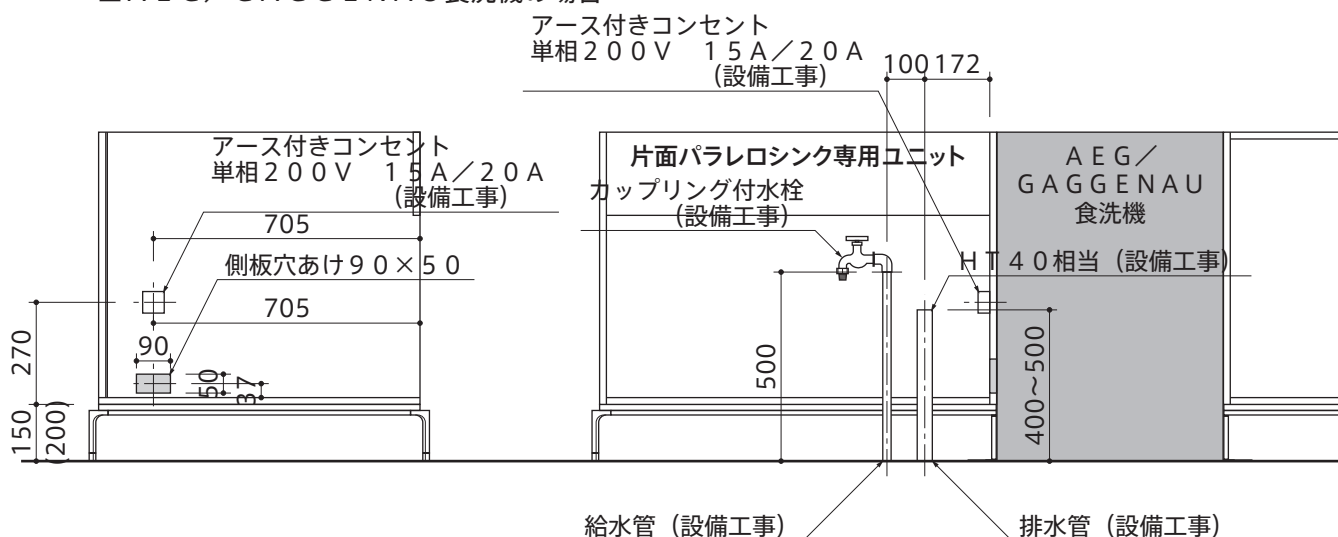 アース付きコンセント
単相２００Ｖ　１５Ａ／２０Ａ
(設備工事)
100 172
アース付きコンセント
単相２００Ｖ　１５Ａ／２０Ａ
(設備工事)
705
側板穴あけ９０×５０
705
90
50
37
270
150
(200)
片面パラレロシンク専用ユニット
カップリング付水栓
(設備工事)
ＡＥＧ／
ＧＡＧＧＥＮＡＵ
食洗機
ＨＴ４０相当（設備工事）
500
400～500
給水管（設備工事）
排水管（設備工事）